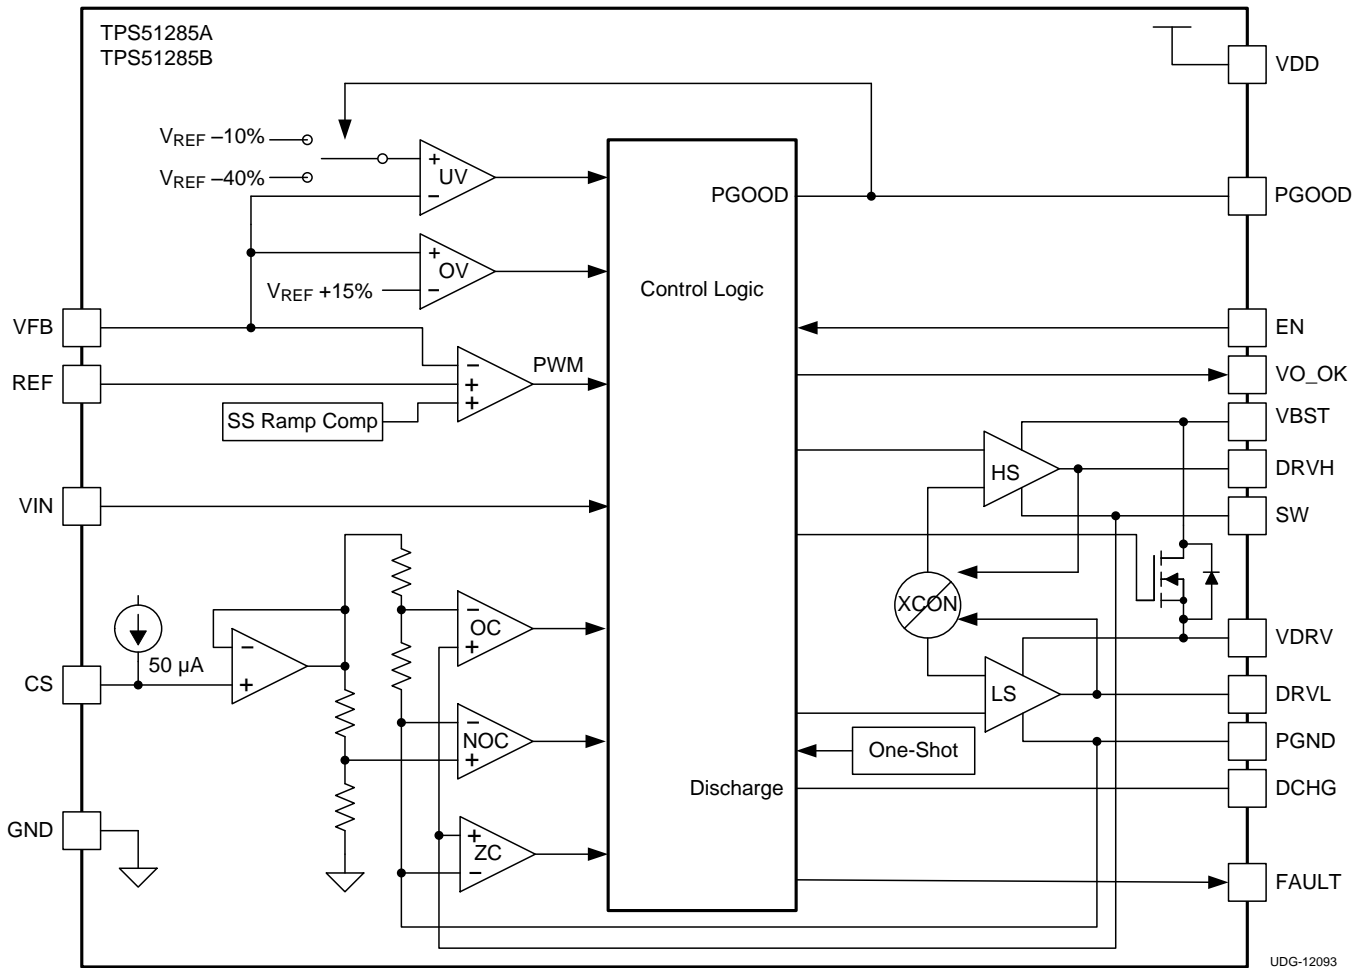 TPS51285A
TPS51285B
VDD
VREF –10%
VREF –40%
+
UV
–
PGOOD
PGOOD
+
OV
–
VREF +15%
Control Logic
VFB
EN
REF
–
+
+
PWM
VO_OK
SS Ramp Comp
VBST
HS
DRVH
VIN
SW
XCON
–
OC
+
50 µA
–
+
CS
VDRV
LS
DRVL
–
NOC
+
One-Shot
PGND
Discharge
DCHG
GND
+
ZC
–
FAULT
UDG-12093